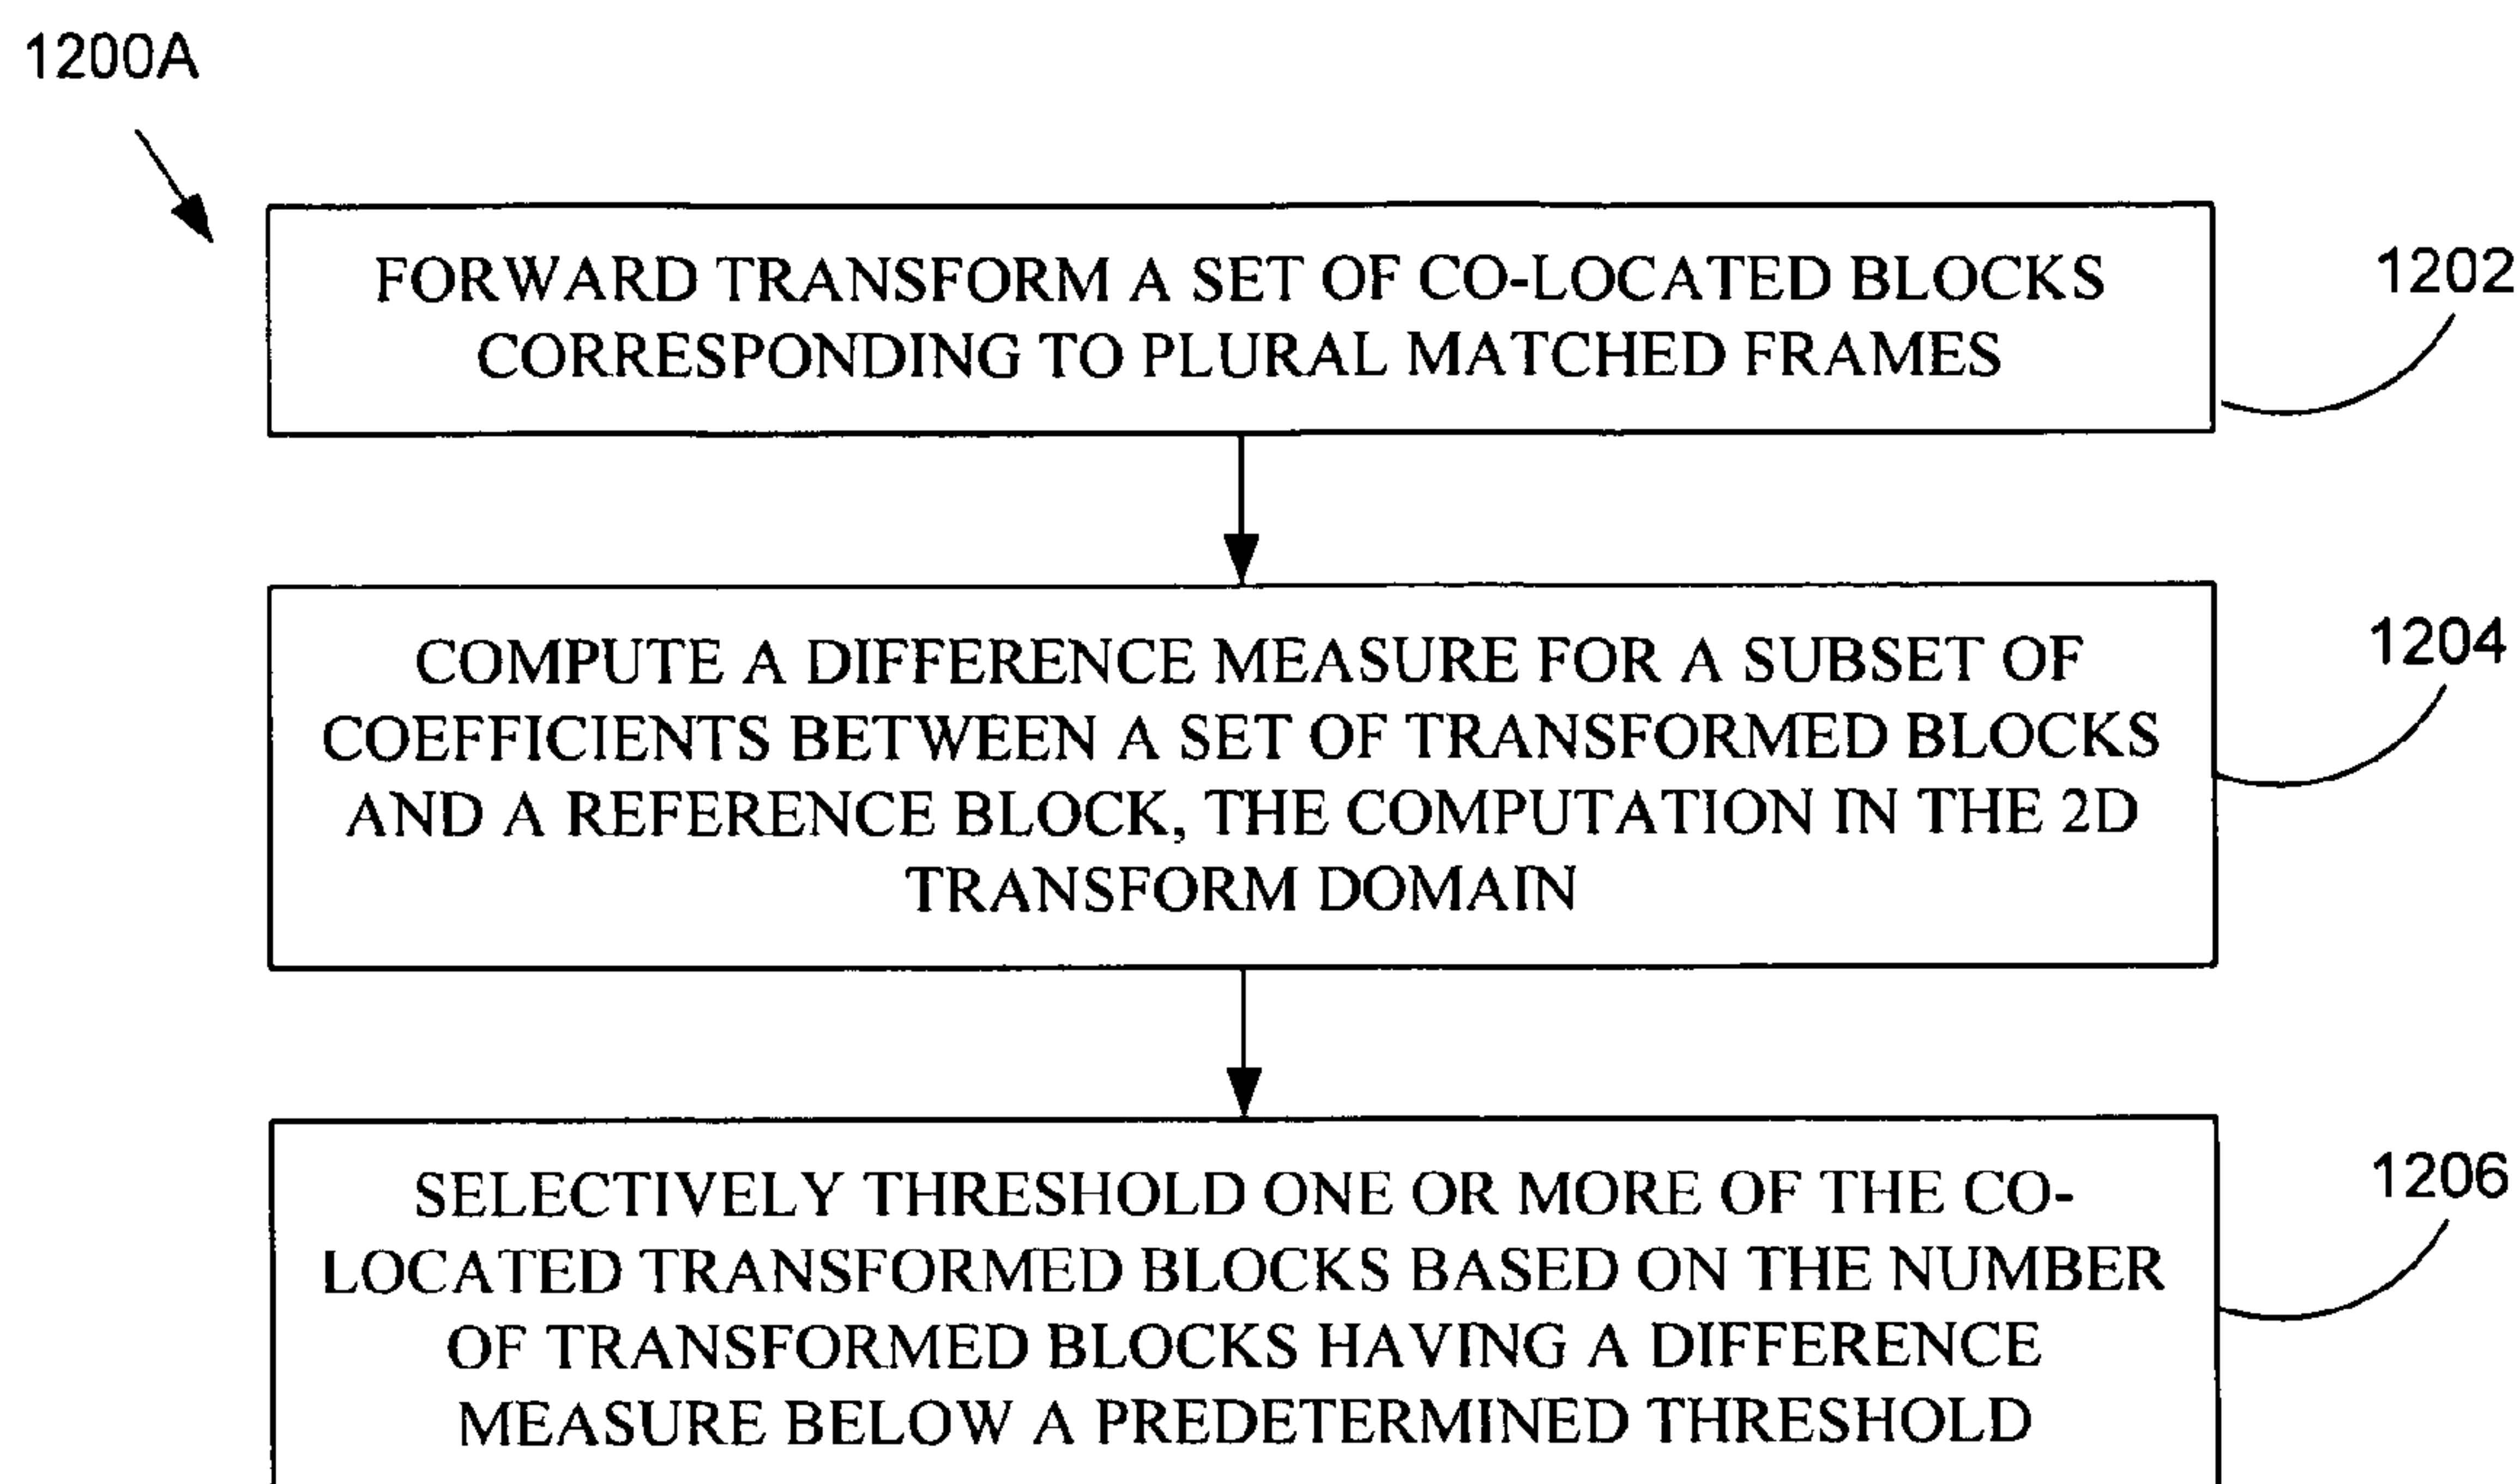 1200A
FORWARD TRANSFORM A SET OF CO-LOCATED BLOCKS
CORRESPONDING TO PLURAL MATCHED FRAMES
1202
COMPUTE A DIFFERENCE MEASURE FOR A SUBSET OF
COEFFICIENTS BETWEEN A SET OF TRANSFORMED BLOCKS
AND A REFERENCE BLOCK, THE COMPUTATION IN THE 2D
TRANSFORM DOMAIN
1204
SELECTIVELY THRESHOLD ONE OR MORE OF THE CO-
LOCATED TRANSFORMED BLOCKS BASED ON THE NUMBER
OF TRANSFORMED BLOCKS HAVING A DIFFERENCE
MEASURE BELOW A PREDETERMINED THRESHOLD
1206